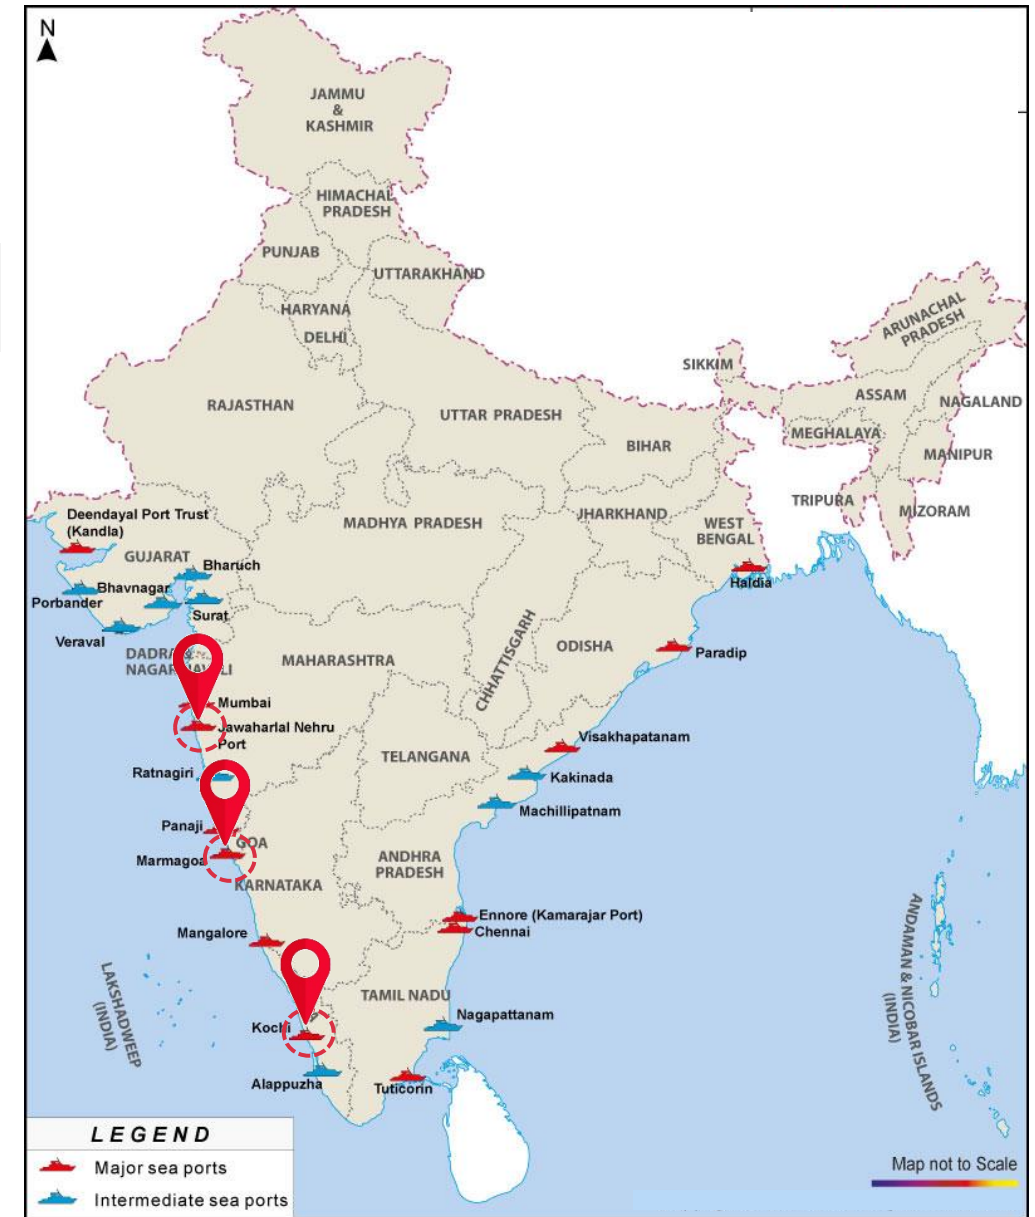 N
JAMMU
&
KASHMIR
HIMACHAL
PRADESH
PUNJAB
UTTARAKHAND
HARYANA
DELHI
ARUNACHAL
PRADESH
SIKKIM
RAJASTHAN
UTTAR PRADESH
ASSAM
NAGALAND
MEGHALAYA
BIHAR
MANIPUR
TRIPURA
MIZORAM
Deendayal Port Trust
(Kandla)
MADHYA PRADESH
JHARKHAND
WEST
BENGAL
GUJARAT
Bharuch
Bhavnagar
Porbander
Surat
Haldia
Veraval
CHHATTISGARH
ODISHA
Paradip
DADRA &
MAHARASHTRA
Mumbai
Jawaharlal Nehru
Port
Visakhapatanam
TELANGANA
Ratnagiri
Kakinada
Machillipatnam
Panaji
GOA
Marmagoa
ANDHRA
PRADESH
KARNATAKA
Ennore (Kamarajar Port)
Chennai
Mangalore
LAKSHADWEEP
(INDIA)
TAMIL NADU
Nagapattanam
ANDAMAN & NICOBAR ISLANDS
(INDIA)
Kochi
Alappuzha
Tuticorin
LEGEND
Major sea ports
Intermediate sea ports
Map not to Scale